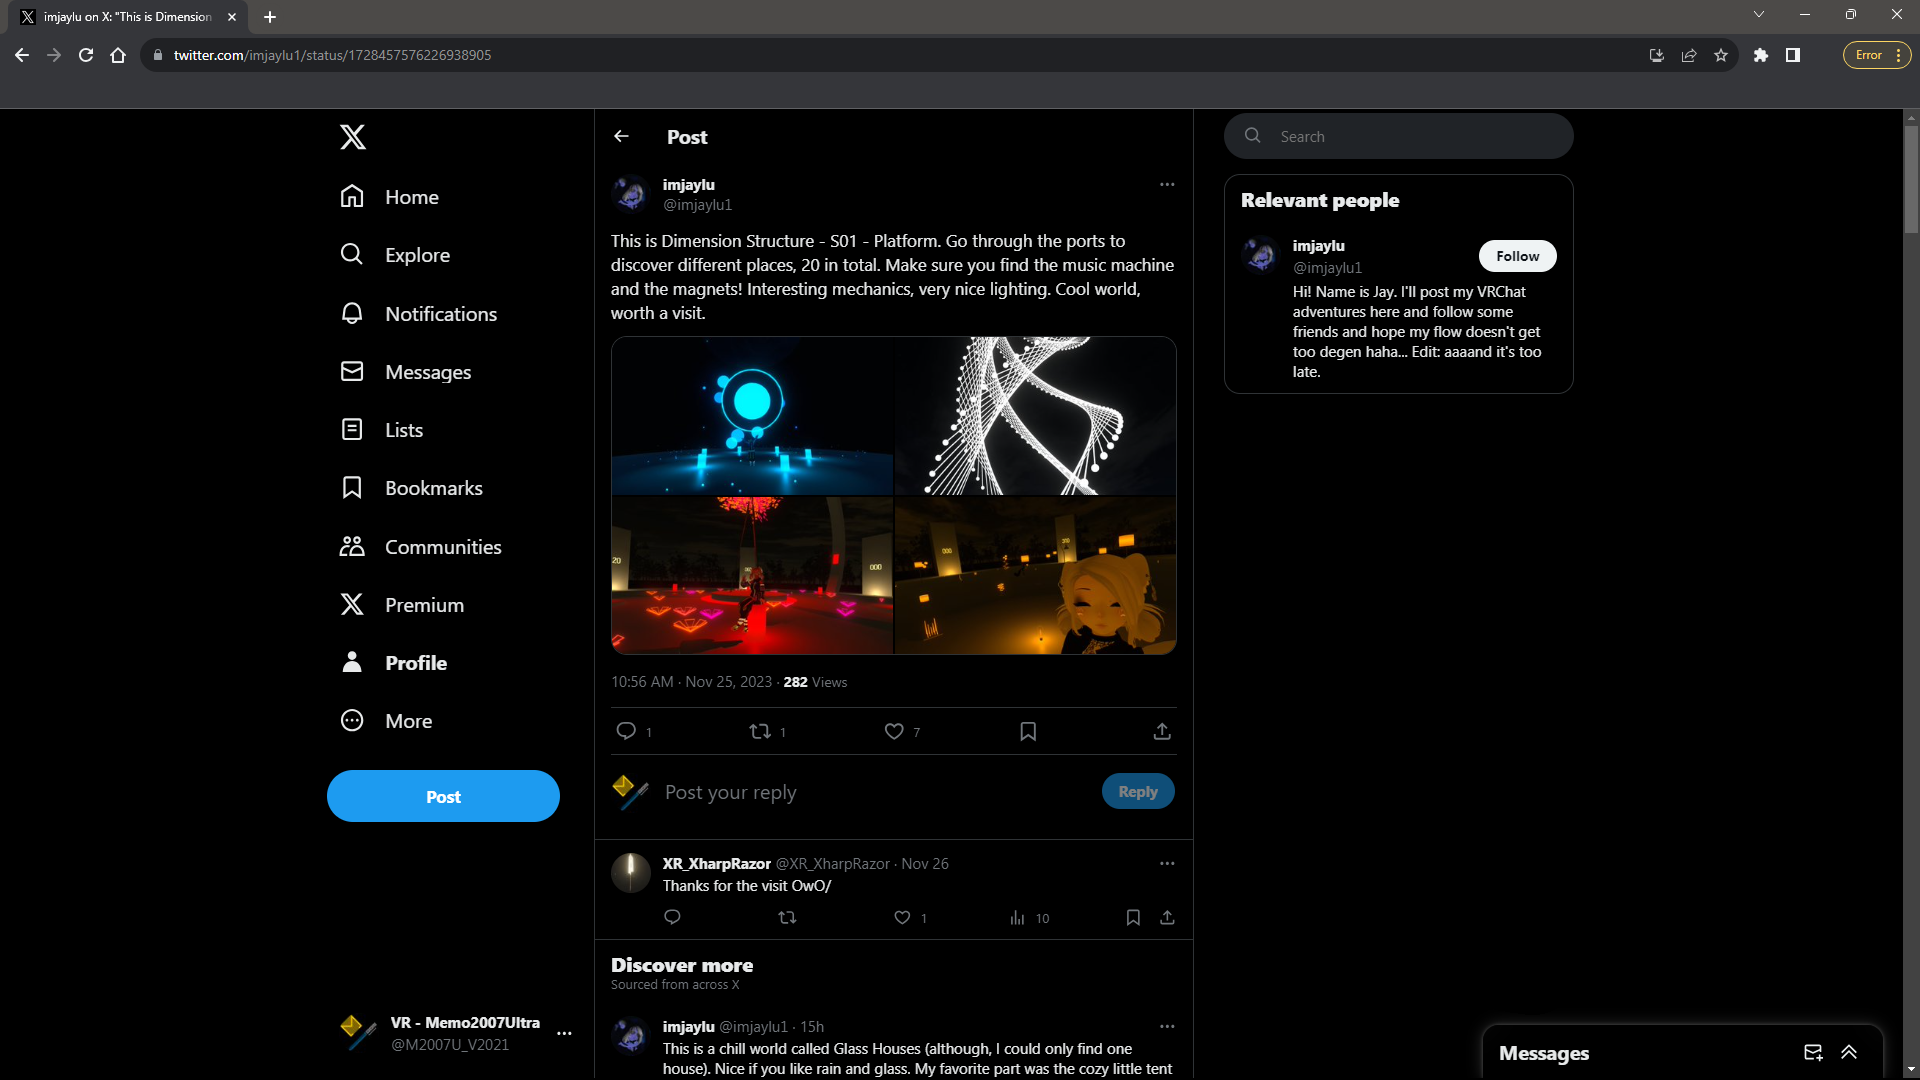 imjaylu on X: "This is Dimension
twitter.com/imjaylu1/status/1728457576226938905
Error
Home
Explore
Notifications
Messages
Lists
Bookmarks
Communities
Premium
Profile
More
Post
VR - Memo2007Ultra
@M2007U_V2021
Post
imjaylu
@imjaylu1
This is Dimension Structure - S01 - Platform. Go through the ports to
discover different places, 20 in total. Make sure you find the music machine
and the magnets! Interesting mechanics, very nice lighting. Cool world,
worth a visit.
20
000
000
10:56 AM · Nov 25, 2023 · 282 Views
1
1
7
Post your reply
Reply
XR_XharpRazor @XR_XharpRazor · Nov 26
Thanks for the visit OwO/
1
10
Discover more
Sourced from across X
imjaylu @imjaylu1 · 15h
This is a chill world called Glass Houses (although, I could only find one
house). Nice if you like rain and glass. My favorite part was the cozy little tent
Search
Relevant people
imjaylu
@imjaylu1
Follow
Hi! Name is Jay. I'll post my VRChat
adventures here and follow some
friends and hope my flow doesn't get
too degen haha... Edit: aaaand it's too
late.
Messages